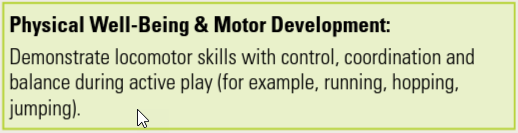 Physical Well-Being & Motor Development:
Demonstrate locomotor skills with control, coordination and
balance during active play (for example, running, hopping,
jumping).